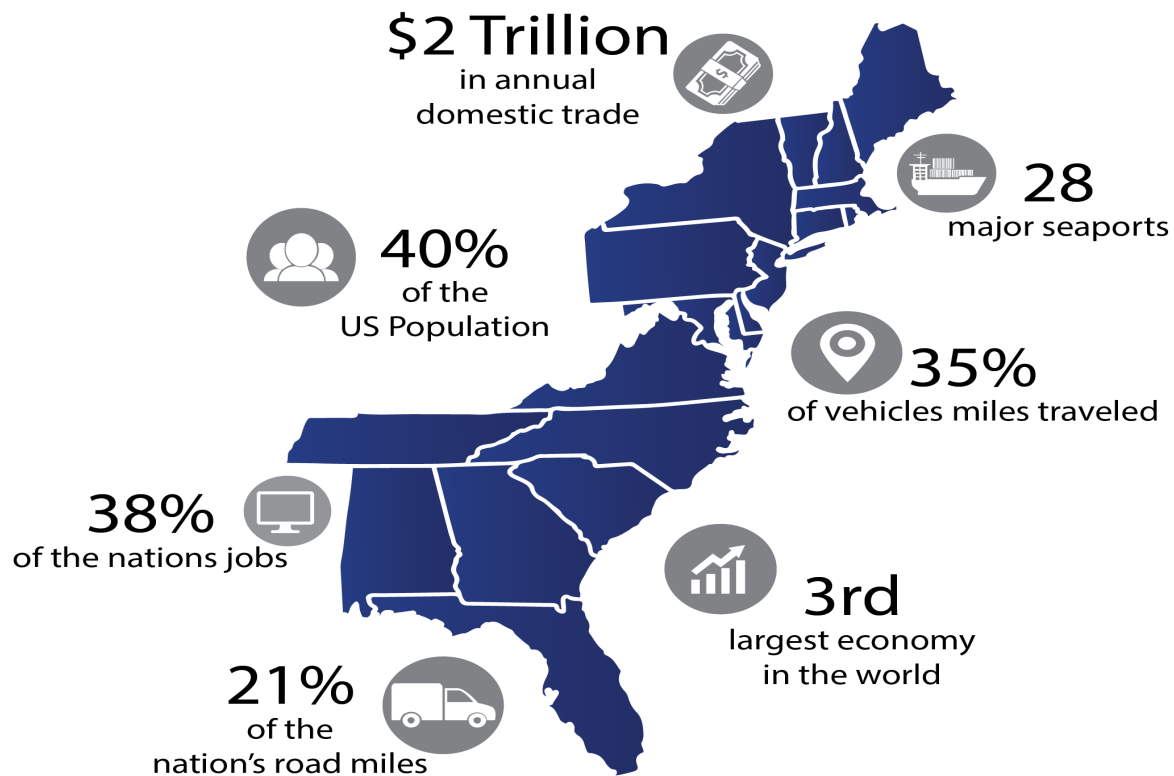 $2 Trillion
in annual
domestic trade
28
major seaports
40%
of the
US Population
35%
of vehicles miles traveled
38%
of the nations jobs
3rd
largest economy
in the world
21%
of the
nation's road miles